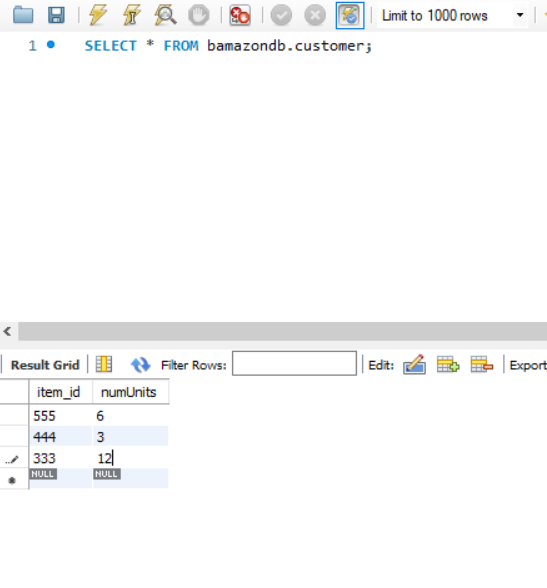 Limit to 1000 rows
1 SELECT * FROM bamazondb.customer;
Result Grid Filter Rows: Edit: Export
item_id numUnits
555 6
444 3
333 12
NULL NULL